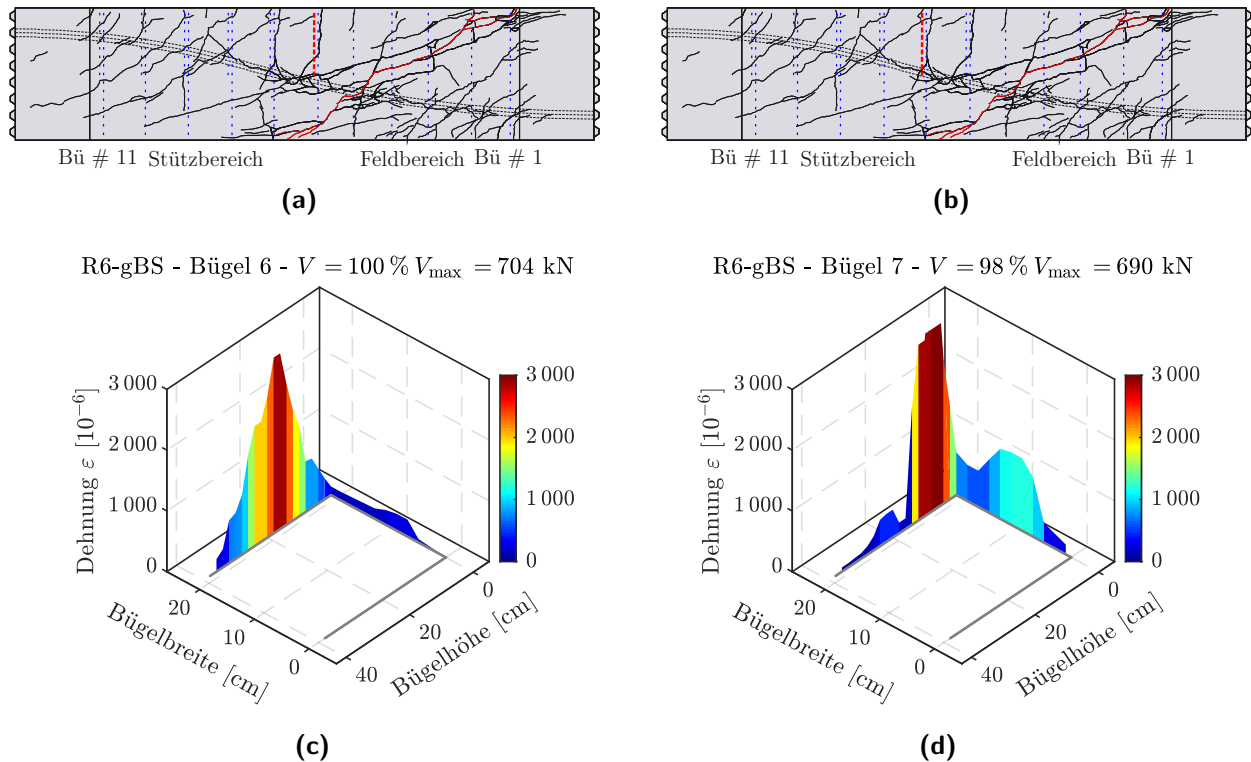 Bü # 11 Stützbereich Feldbereich Bü # 1
(a)
Bü # 11 Stützbereich Feldbereich Bü # 1
(b)
R6-gBS - Bügel 6 - V = 100 % Vmax = 704 kN
3 000
2 000
1 000
0
Dehnung ε [10−6]
20
10
0
Bügelbreite [cm]
0
20
40
Bügelhöhe [cm]
3 000
2 000
1 000
0
(c)
R6-gBS - Bügel 7 - V = 98 % Vmax = 690 kN
3 000
2 000
1 000
0
Dehnung ε [10−6]
20
10
0
Bügelbreite [cm]
0
20
40
Bügelhöhe [cm]
3 000
2 000
1 000
0
(d)